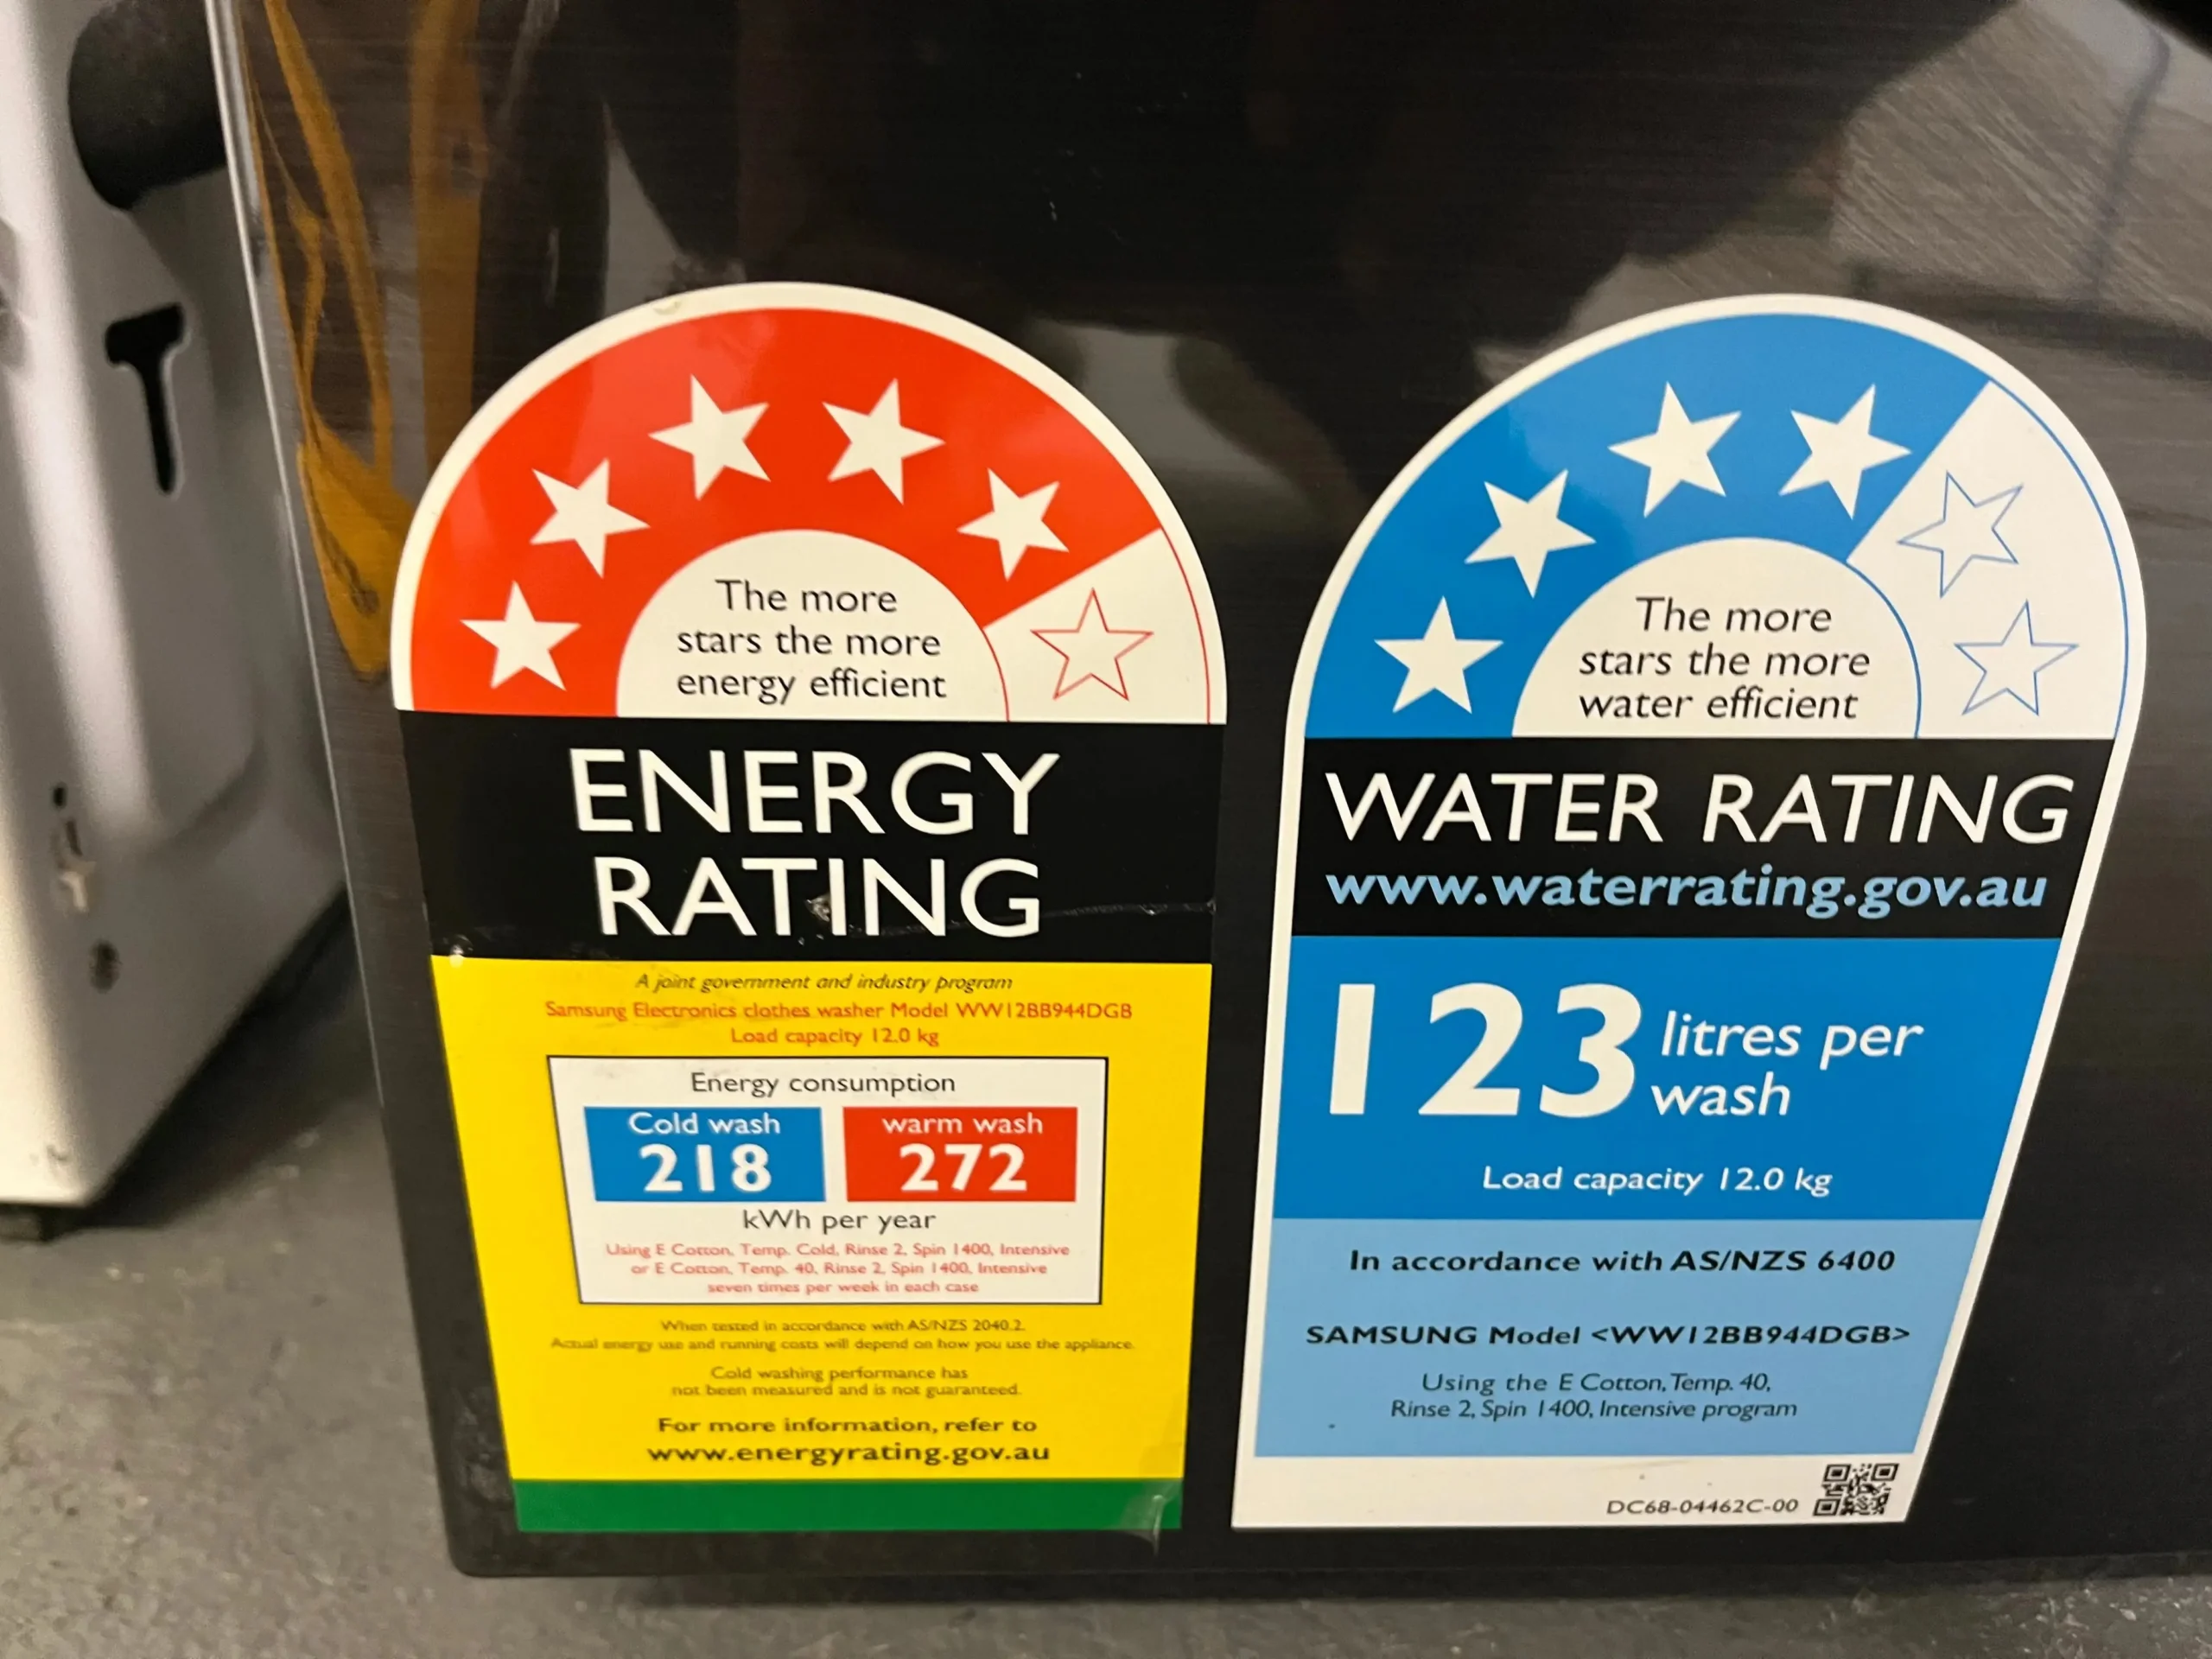 The more
stars the more
energy efficient
ENERGY
RATING
A joint government and industry program
Samsung Electronics clothes washer Model WW12BB944DGB
Load capacity 12.0 kg
Energy consumption
Cold wash
218
warm wash
272
kWh per year
Using E Cotton, Temp. Cold, Rinse 2, Spin 1400, Intensive
or E Cotton, Temp. 40, Rinse 2, Spin 1400, Intensive
seven times per week in each case
When tested in accordance with AS/NZS 2040.2.
Actual energy use and running costs will depend on how you use the appliance.
Cold washing performance has
not been measured and is not guaranteed.
For more information, refer to
www.energyrating.gov.au
The more
stars the more
water efficient
WATER RATING
www.waterrating.gov.au
123 litres per
wash
Load capacity 12.0 kg
In accordance with AS/NZS 6400
SAMSUNG Model <WW12BB944DGB>
Using the E Cotton, Temp. 40,
Rinse 2, Spin 1400, Intensive program
DC68-04462C-00